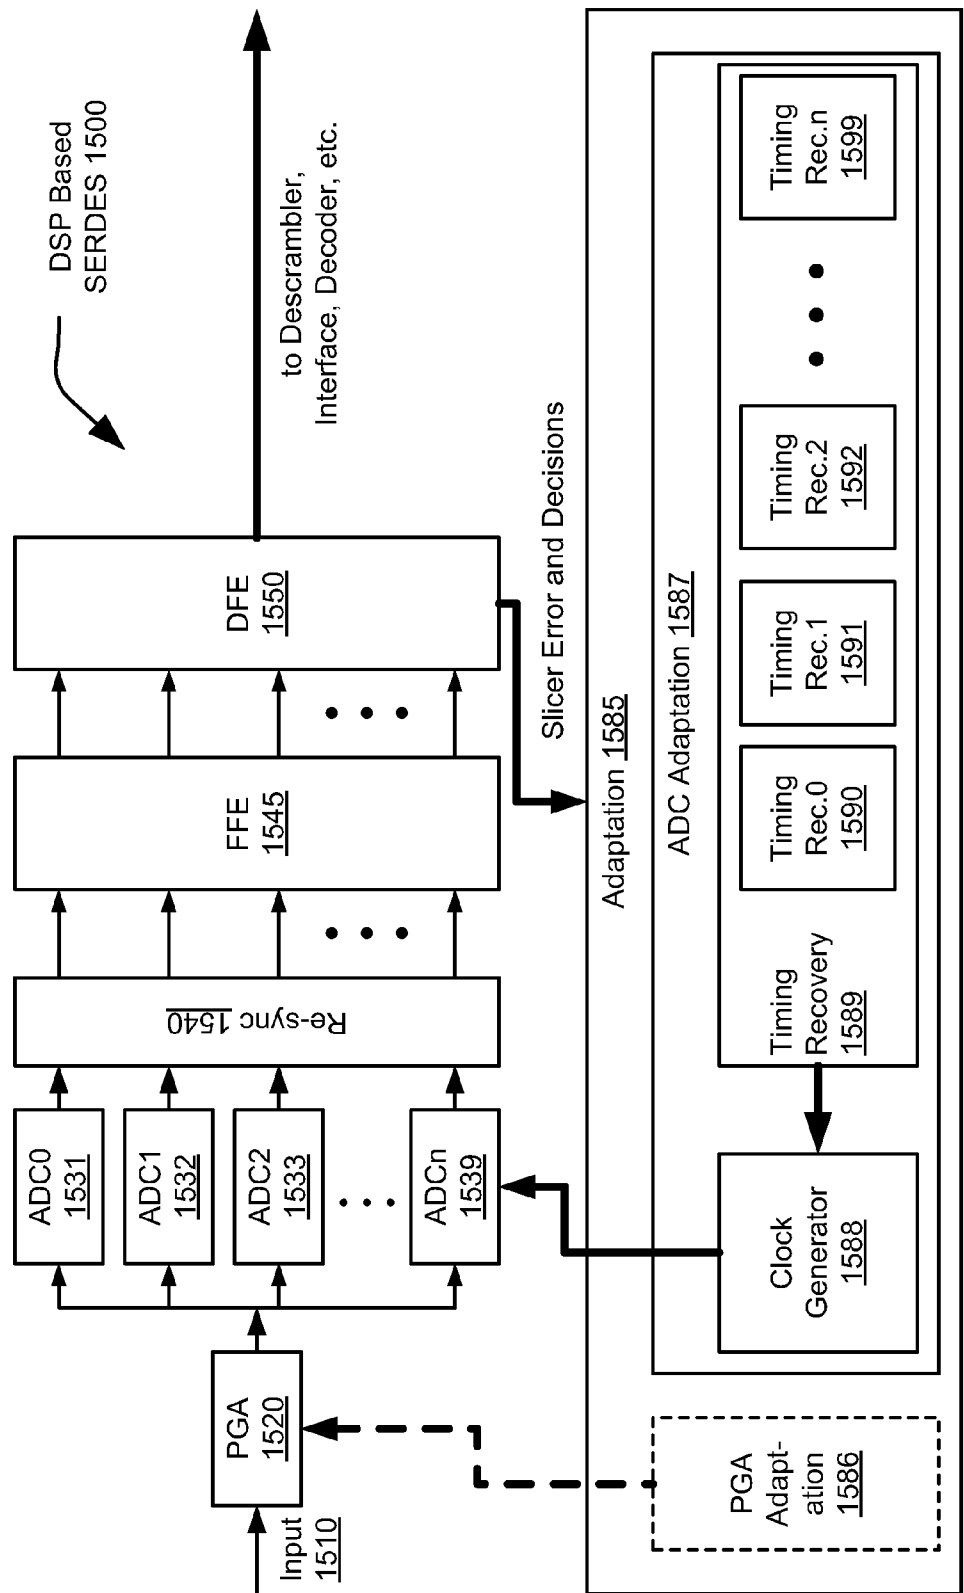 DSP Based
SERDES 1500
Input
1510
PGA
1520
ADC0
1531
ADC1
1532
ADC2
1533
ADCn
1539
Re-sync 1540
FFE
1545
DFE
1550
to Descrambler,
Interface, Decoder, etc.
Slicer Error and Decisions
Adaptation 1585
PGA
Adapt-
ation
1586
ADC Adaptation 1587
Clock
Generator
1588
Timing
Recovery
1589
Timing
Rec.0
1590
Timing
Rec.1
1591
Timing
Rec.2
1592
Timing
Rec.n
1599